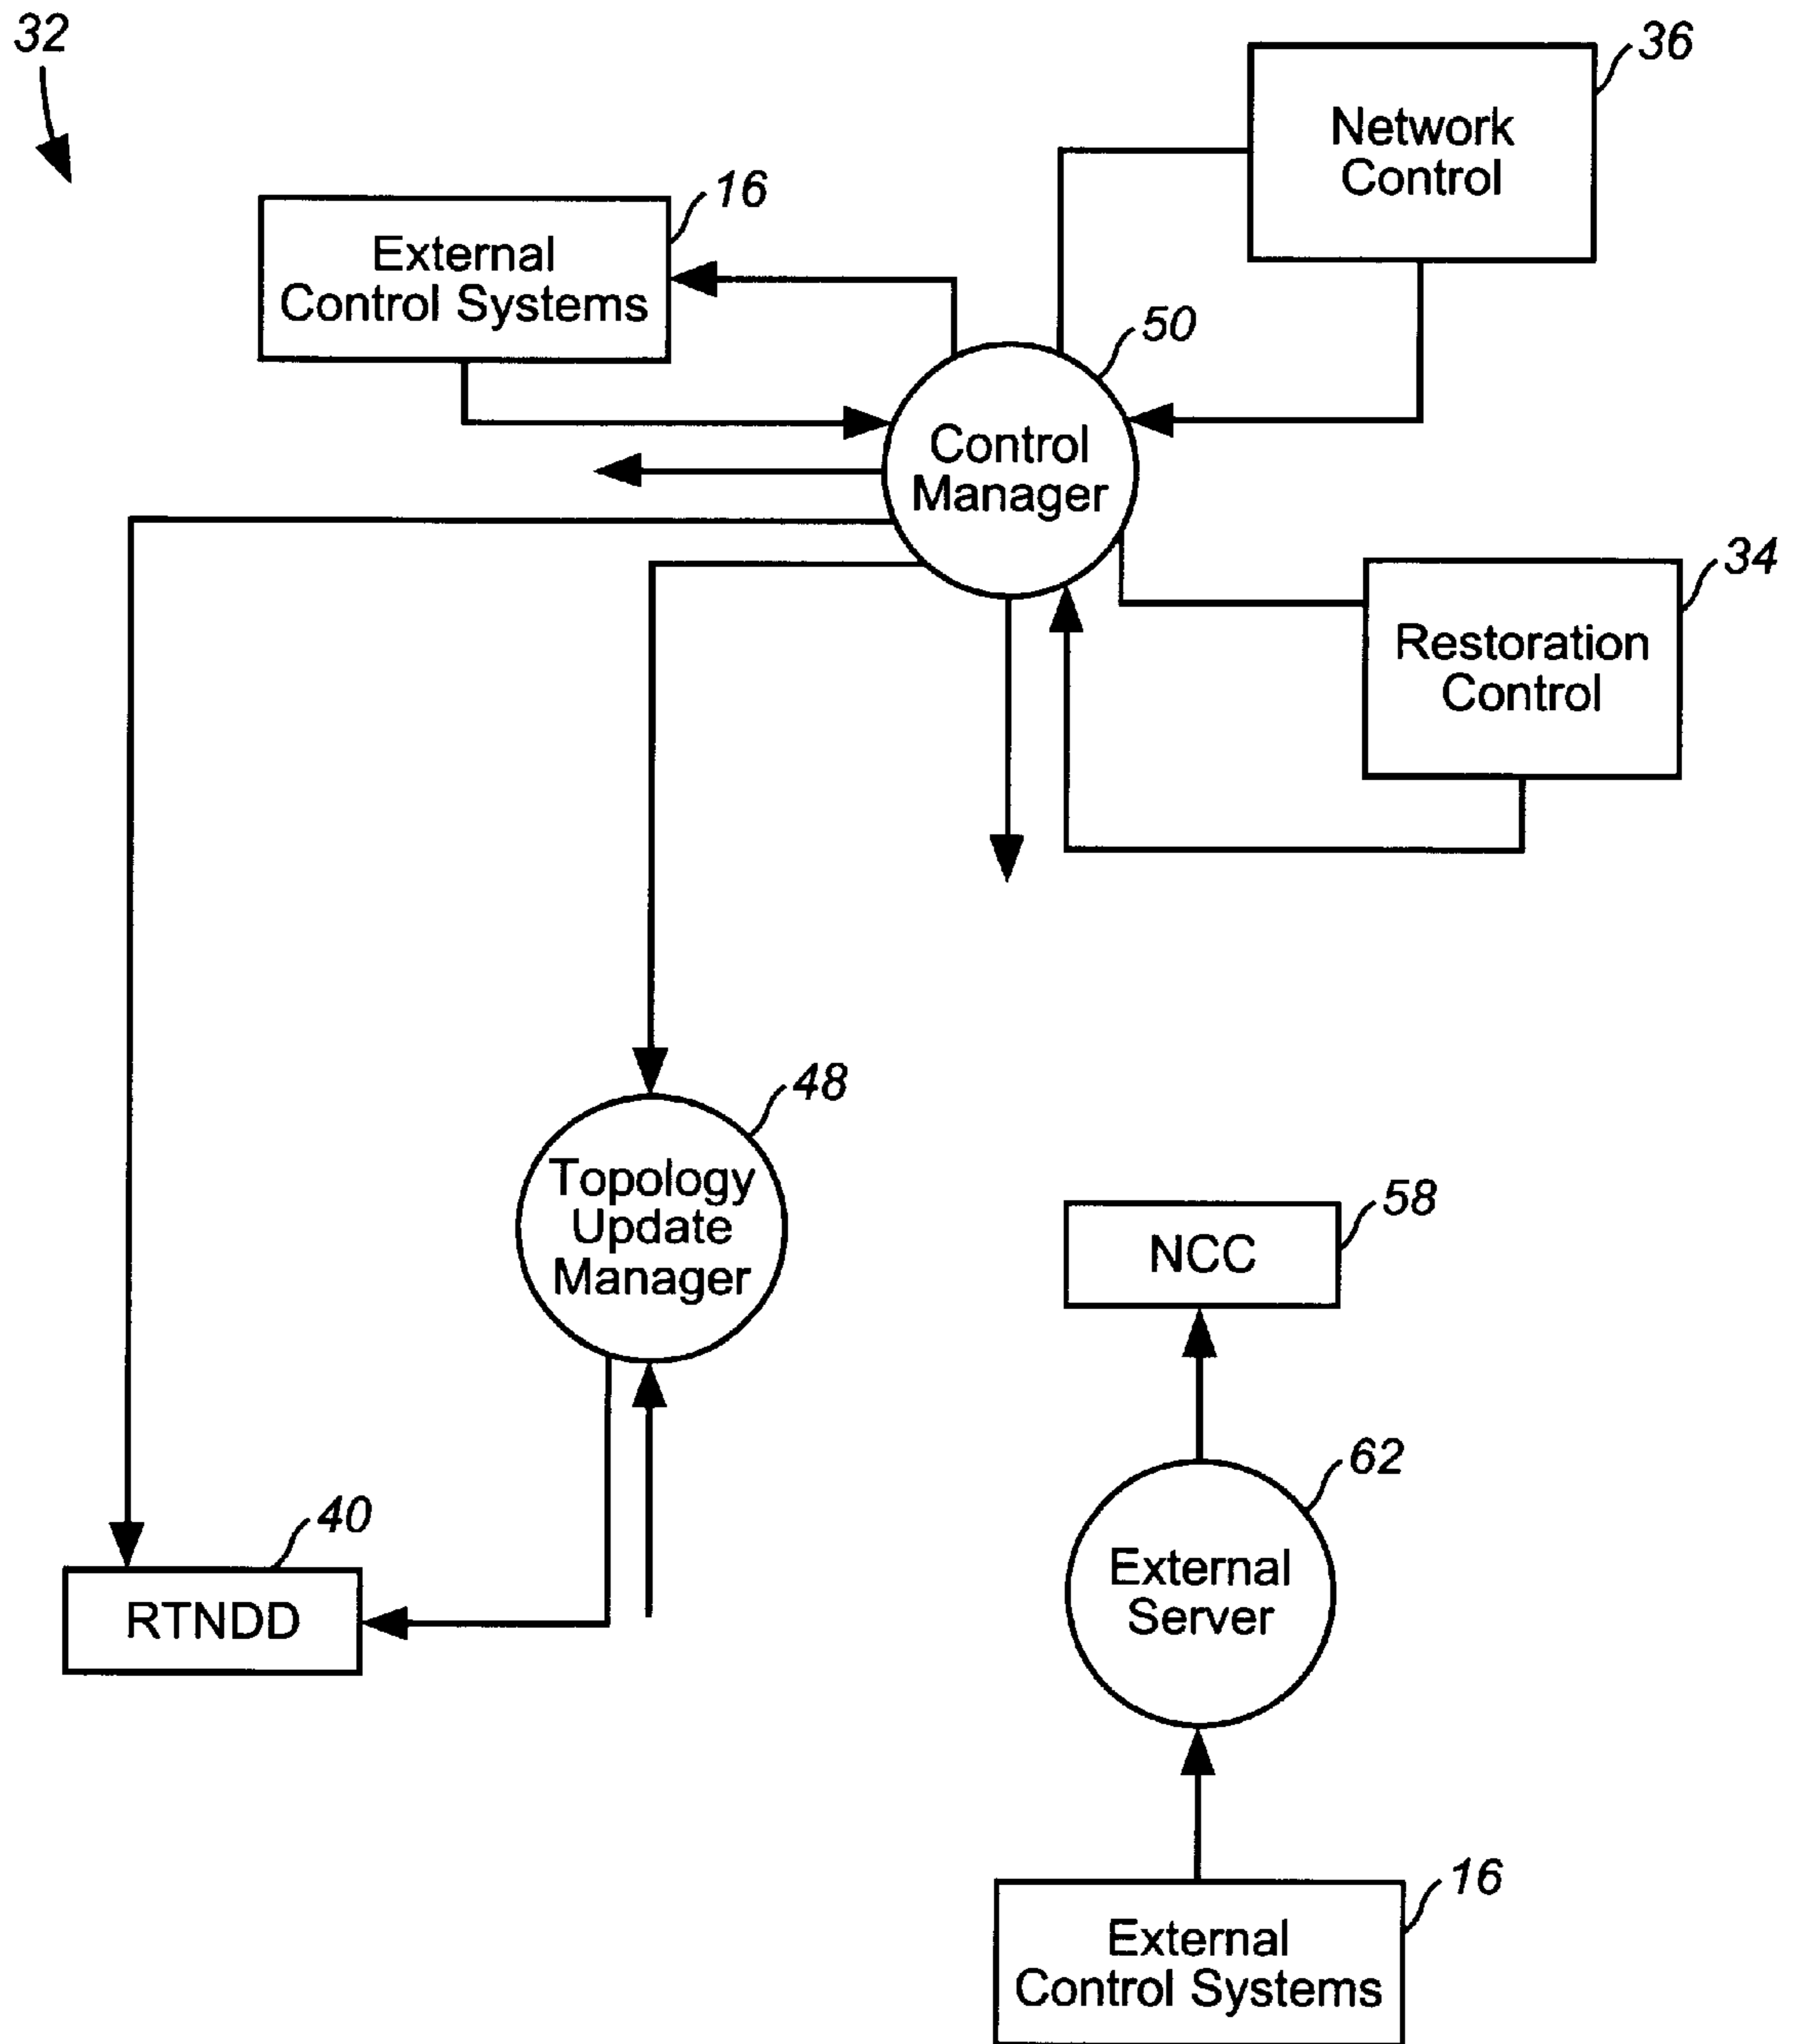 32
36
Network
Control
16
External
Control Systems
50
Control
Manager
34
Restoration
Control
48
Topology
Update
Manager
58
NCC
62
External
Server
40
RTNDD
16
External
Control Systems